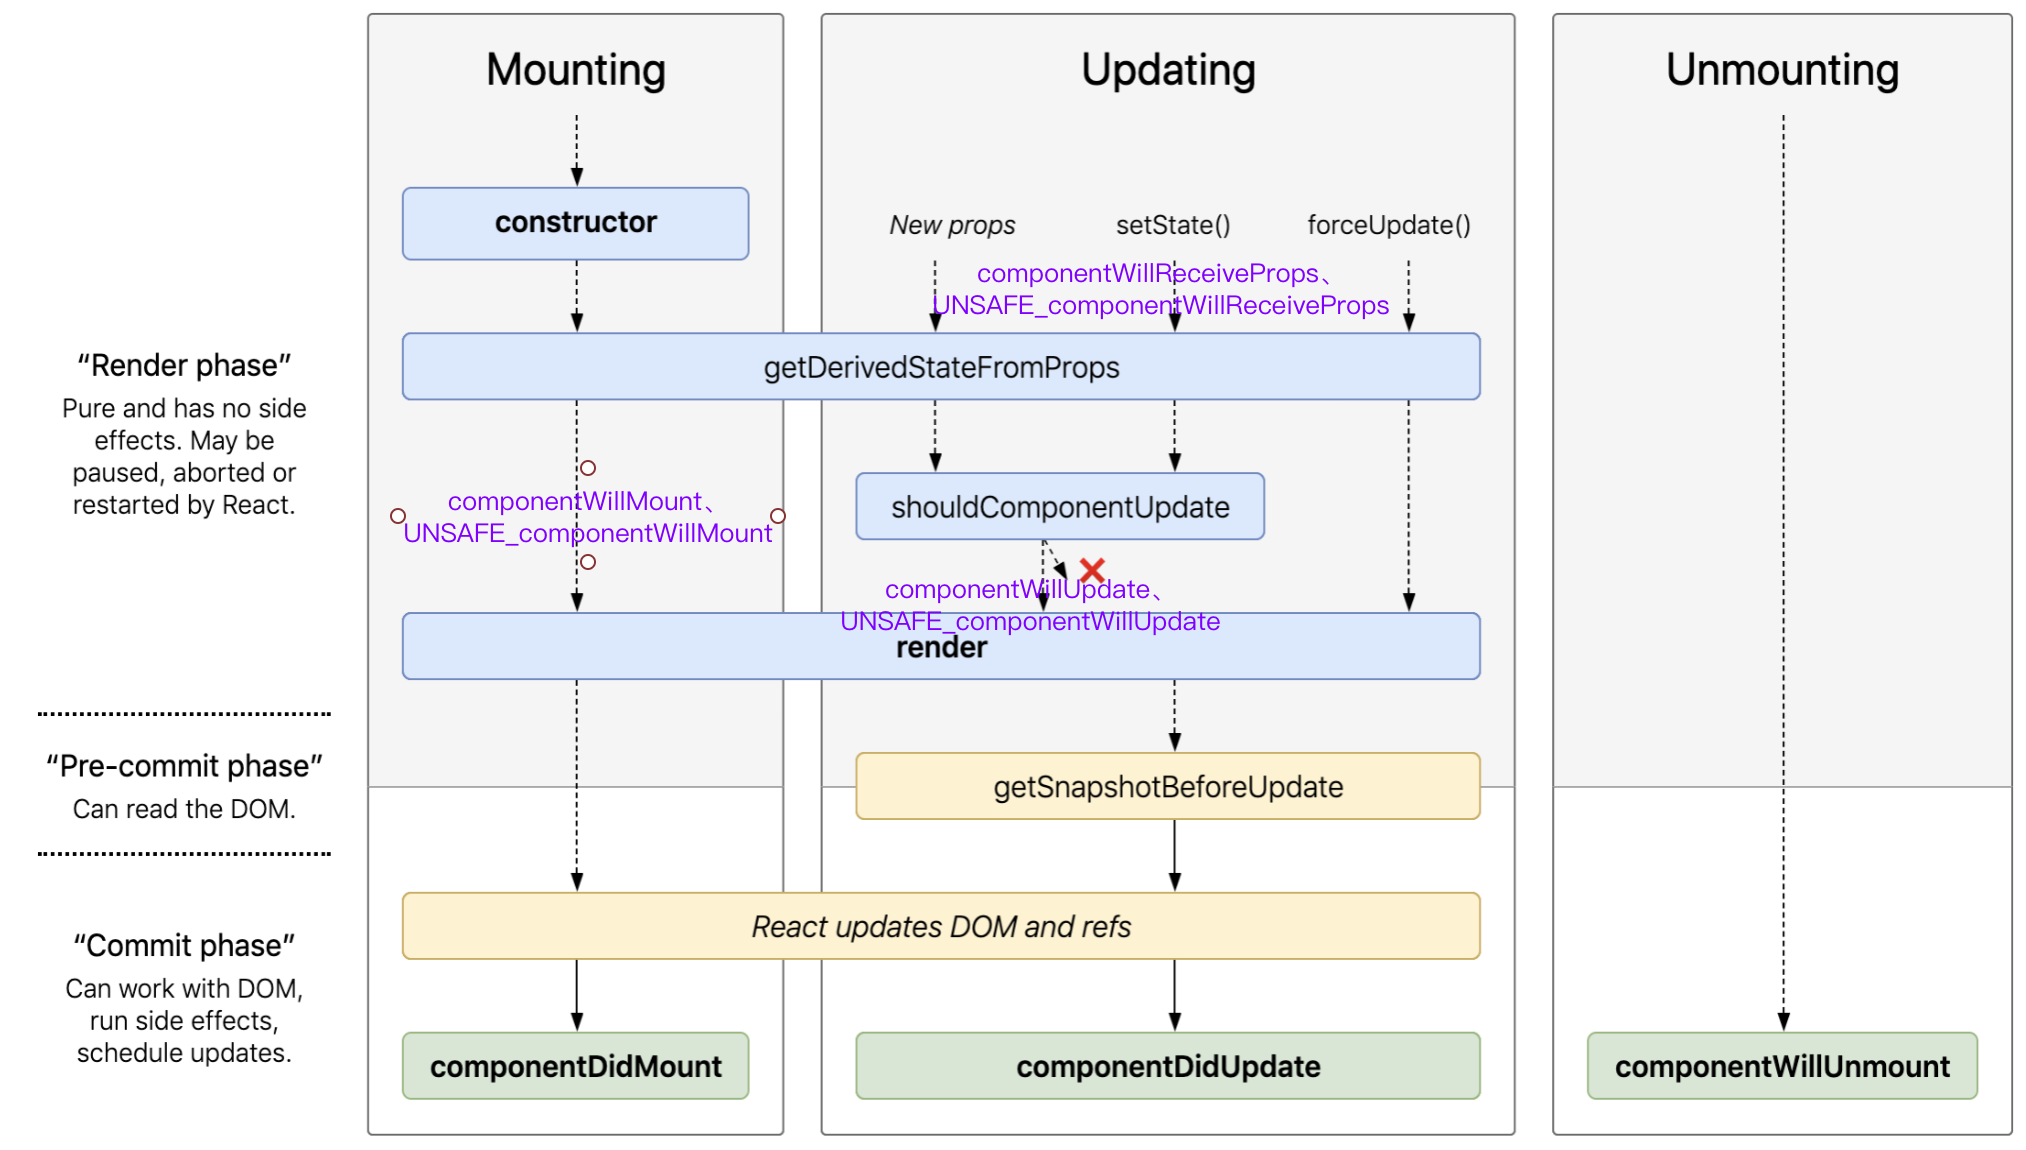 Mounting
Updating
Unmounting
constructor
New props
setState()
forceUpdate()
componentWillReceiveProps、
UNSAFE_componentWillReceiveProps
getDerivedStateFromProps
“Render phase”
Pure and has no side
effects. May be
paused, aborted or
restarted by React.
componentWillMount、
UNSAFE_componentWillMount
shouldComponentUpdate
componentWillUpdate、
UNSAFE_componentWillUpdate
render
“Pre-commit phase”
Can read the DOM.
getSnapshotBeforeUpdate
React updates DOM and refs
“Commit phase”
Can work with DOM,
run side effects,
schedule updates.
componentDidMount
componentDidUpdate
componentWillUnmount